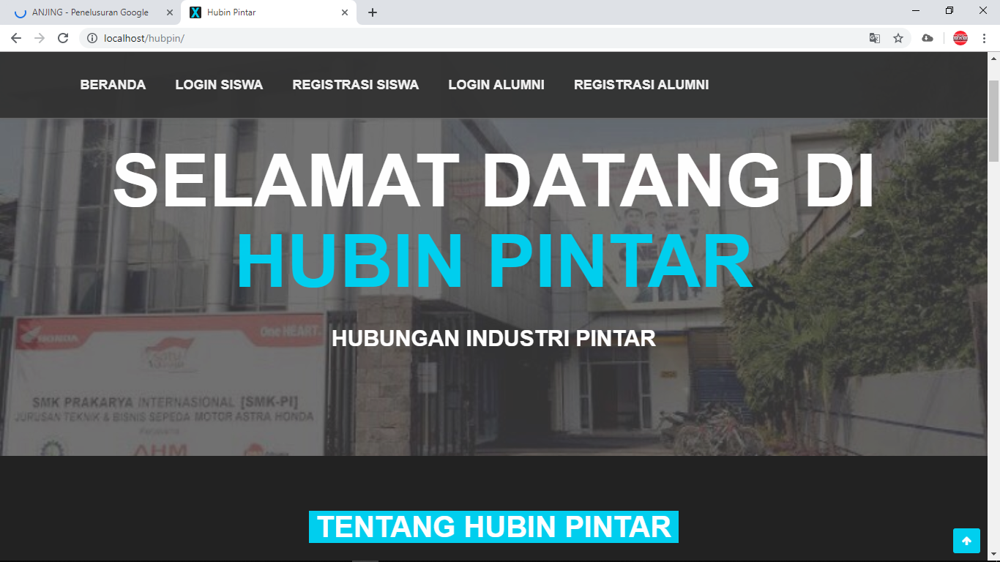 ANJING - Penelusuran Google
Hubin Pintar
localhost/hubpin/
BERANDA LOGIN SISWA REGISTRASI SISWA LOGIN ALUMNI REGISTRASI ALUMNI
SELAMAT DATANG DI
HUBIN PINTAR
HUBUNGAN INDUSTRI PINTAR
HONDA
One HEART.
satu
SMK PRAKARYA INTERNASIONAL [SMK-PI]
JURUSAN TEKNIK & BISNIS SEPEDA MOTOR ASTRA HONDA
AHM
TENTANG HUBIN PINTAR